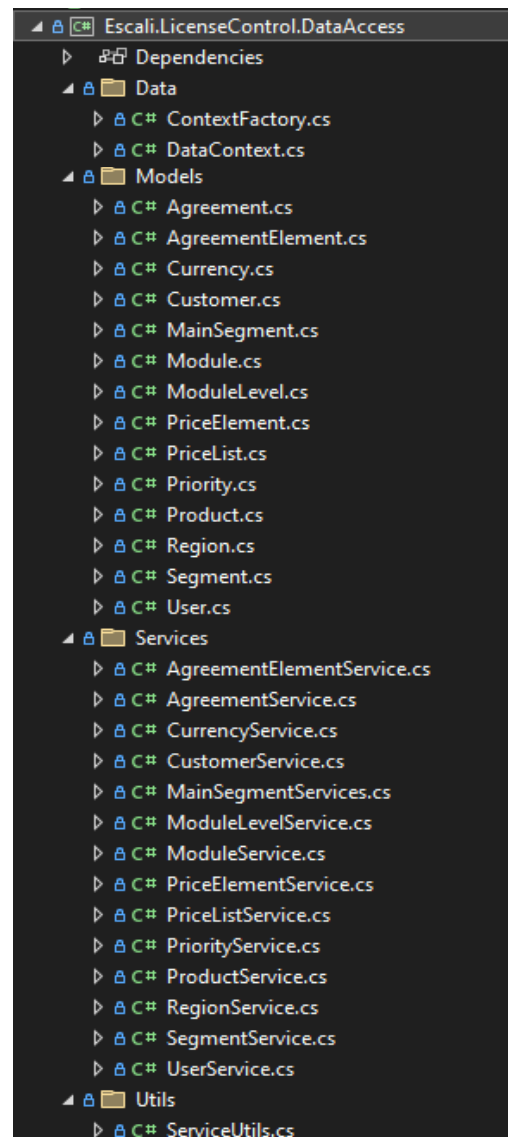 C# Escali.LicenseControl.DataAccess
Dependencies
Data
C# ContextFactory.cs
C# DataContext.cs
Models
C# Agreement.cs
C# AgreementElement.cs
C# Currency.cs
C# Customer.cs
C# MainSegment.cs
C# Module.cs
C# ModuleLevel.cs
C# PriceElement.cs
C# PriceList.cs
C# Priority.cs
C# Product.cs
C# Region.cs
C# Segment.cs
C# User.cs
Services
C# AgreementElementService.cs
C# AgreementService.cs
C# CurrencyService.cs
C# CustomerService.cs
C# MainSegmentServices.cs
C# ModuleLevelService.cs
C# ModuleService.cs
C# PriceElementService.cs
C# PriceListService.cs
C# PriorityService.cs
C# ProductService.cs
C# RegionService.cs
C# SegmentService.cs
C# UserService.cs
Utils
C# ServiceUtils.cs